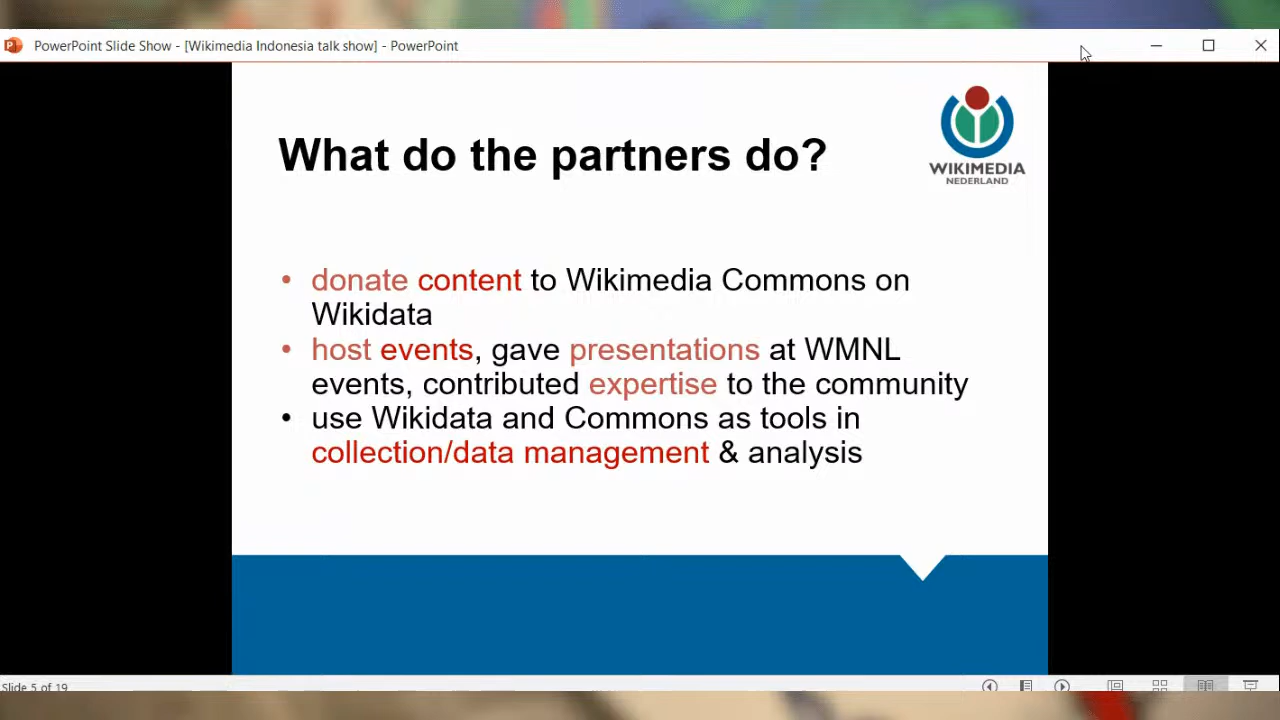 PowerPoint Slide Show - [Wikimedia Indonesia talk show] - PowerPoint
What do the partners do?
WIKIMEDIA
NEDERLAND
• donate content to Wikimedia Commons on
Wikidata
• host events, gave presentations at WMNL
events, contributed expertise to the community
• use Wikidata and Commons as tools in
collection/data management & analysis
Slide 5 of 19